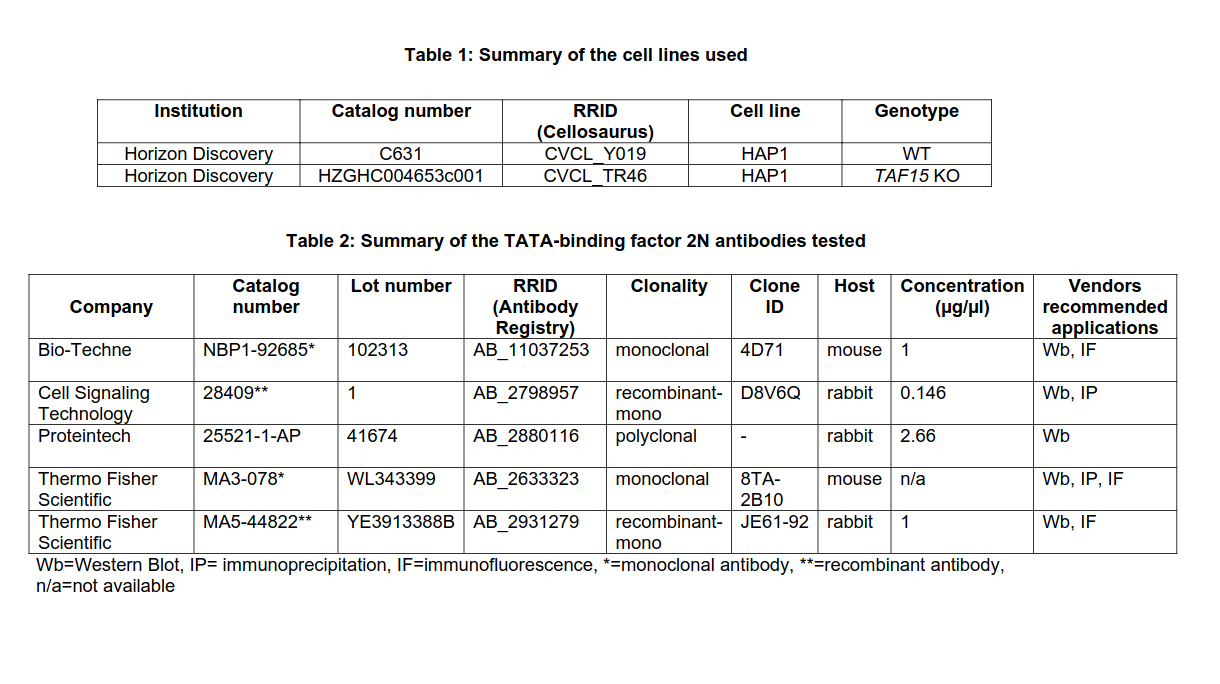 Table 1: Summary of the cell lines used
Institution Catalog number RRID (Cellosaurus) Cell line Genotype
Horizon Discovery C631 CVCL_Y019 HAP1 WT
Horizon Discovery HZGHC004653c001 CVCL_TR46 HAP1 TAF15 KO
Table 2: Summary of the TATA-binding factor 2N antibodies tested
Company Catalog number Lot number RRID (Antibody Registry) Clonality Clone ID Host Concentration (µg/µl) Vendors recommended applications
Bio-Techne NBP1-92685* 102313 AB_11037253 monoclonal 4D71 mouse 1 Wb, IF
Cell Signaling Technology 28409** 1 AB_2798957 recombinant-mono D8V6Q rabbit 0.146 Wb, IP
Proteintech 25521-1-AP 41674 AB_2880116 polyclonal - rabbit 2.66 Wb
Thermo Fisher Scientific MA3-078* WL343399 AB_2633323 monoclonal 8TA-2B10 mouse n/a Wb, IP, IF
Thermo Fisher Scientific MA5-44822** YE3913388B AB_2931279 recombinant-mono JE61-92 rabbit 1 Wb, IF
Wb=Western Blot, IP= immunoprecipitation, IF=immunofluorescence, *=monoclonal antibody, **=recombinant antibody,
n/a=not available